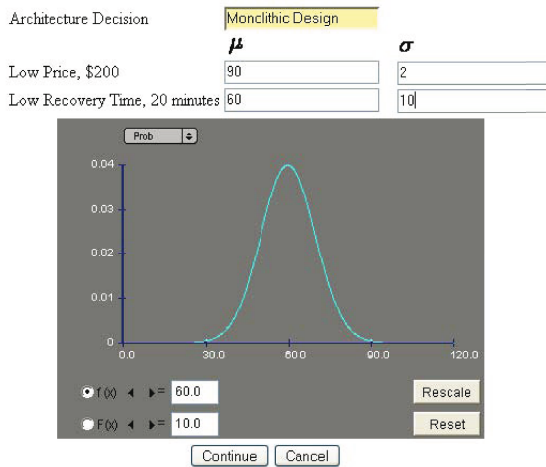 Architecture Decision Monclithic Design
μ σ
Low Price, $200 90 2
Low Recovery Time, 20 minutes 60 10
Prob
0.04
0.03
0.02
0.01
0
0.0 30.0 60.0 90.0 120.0
f (x) = 60.0 Rescale
F(x) = 10.0 Reset
Continue Cancel